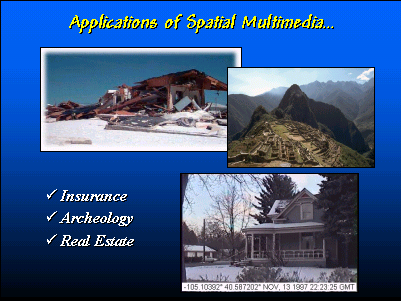 Applications of Spatial Multimedia...
✓ Insurance
✓ Archeology
✓ Real Estate
-105.10392° 40.587202° NOV, 13 1997 22:23:25 GMT